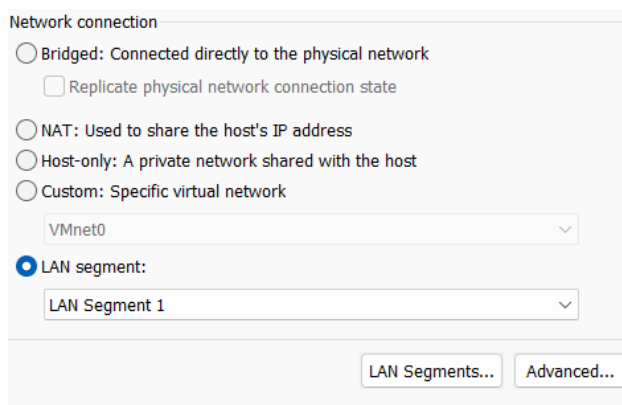 Network connection
Bridged: Connected directly to the physical network
Replicate physical network connection state
NAT: Used to share the host's IP address
Host-only: A private network shared with the host
Custom: Specific virtual network
VMnet0
LAN segment:
LAN Segment 1
LAN Segments... Advanced...